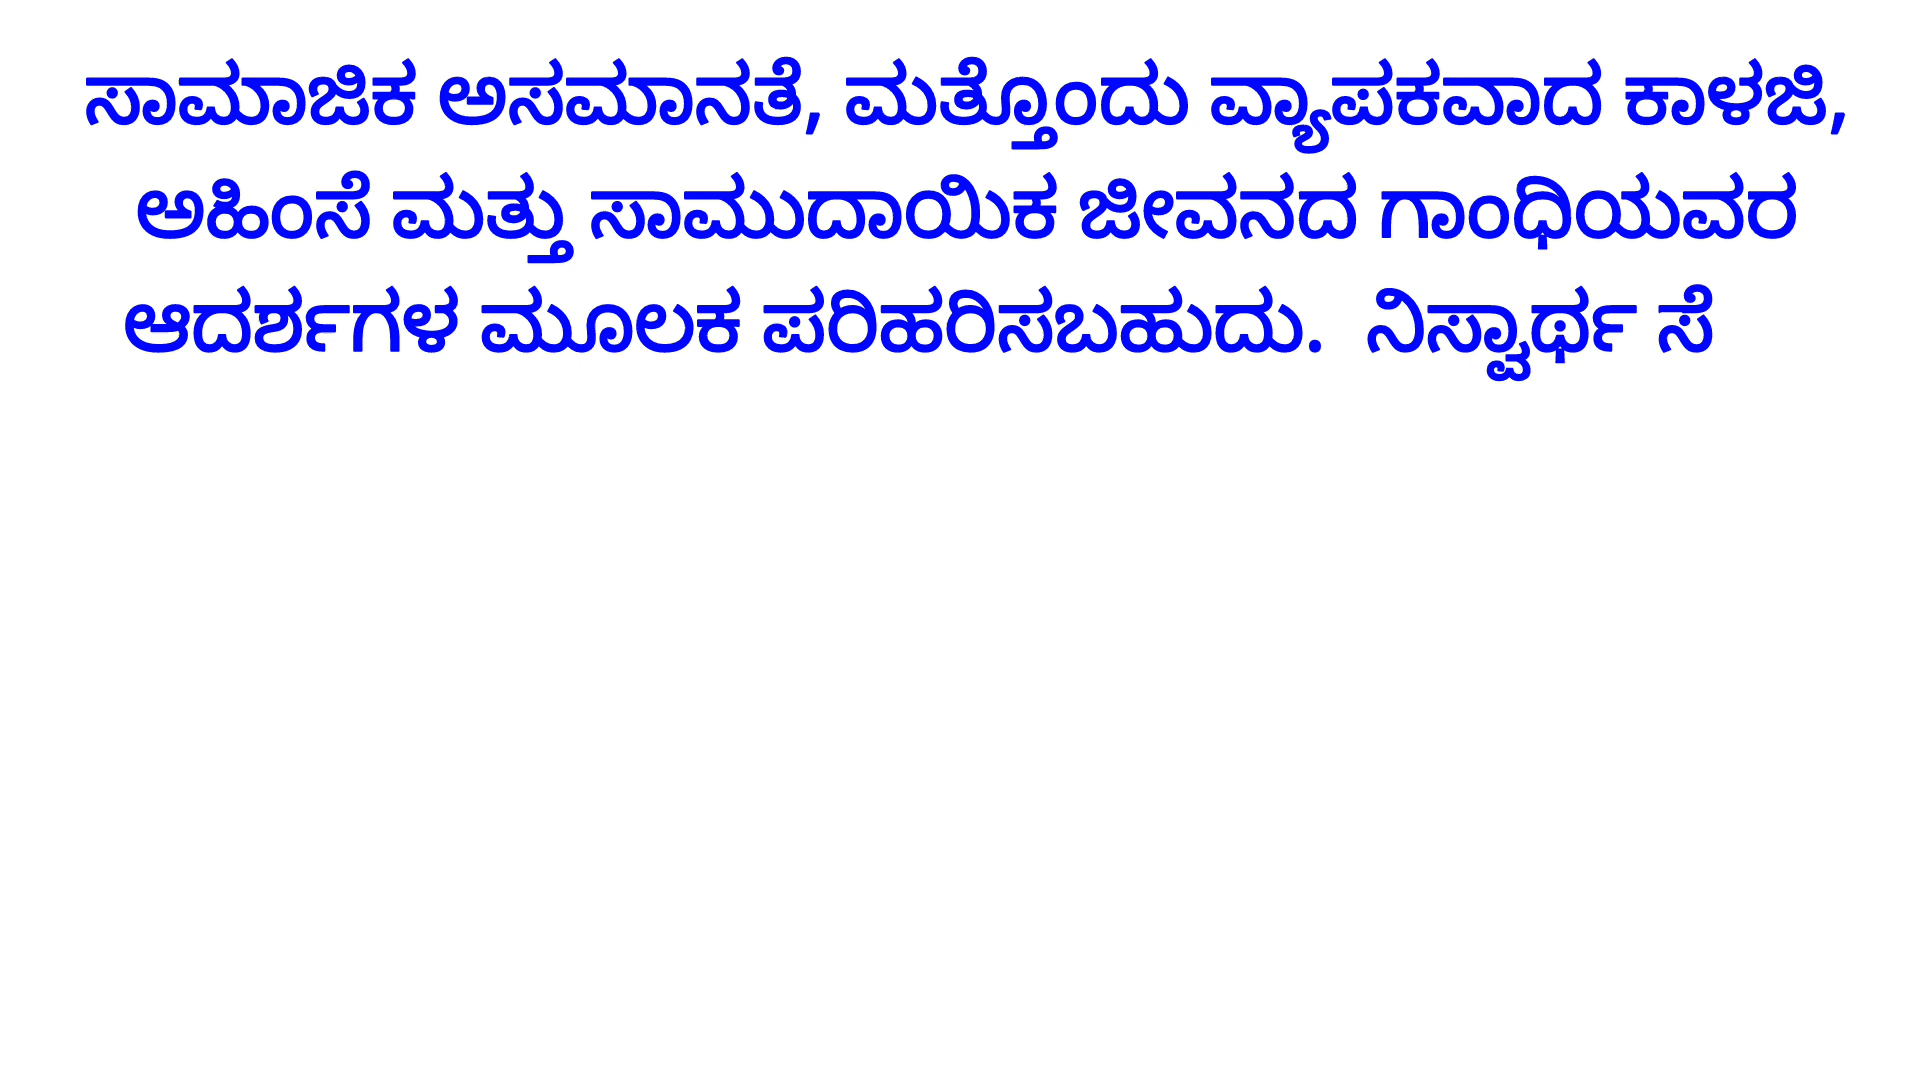 ಸಾಮಾಜಿಕ ಅಸಮಾನತೆ, ಮತ್ತೊಂದು ವ್ಯಾಪಕವಾದ ಕಾಳಜಿ,
ಅಹಿಂಸೆ ಮತ್ತು ಸಾಮುದಾಯಿಕ ಜೀವನದ ಗಾಂಧಿಯವರ
ಆದರ್ಶಗಳ ಮೂಲಕ ಪರಿಹರಿಸಬಹುದು. ನಿಸ್ವಾರ್ಥ ಸೆ